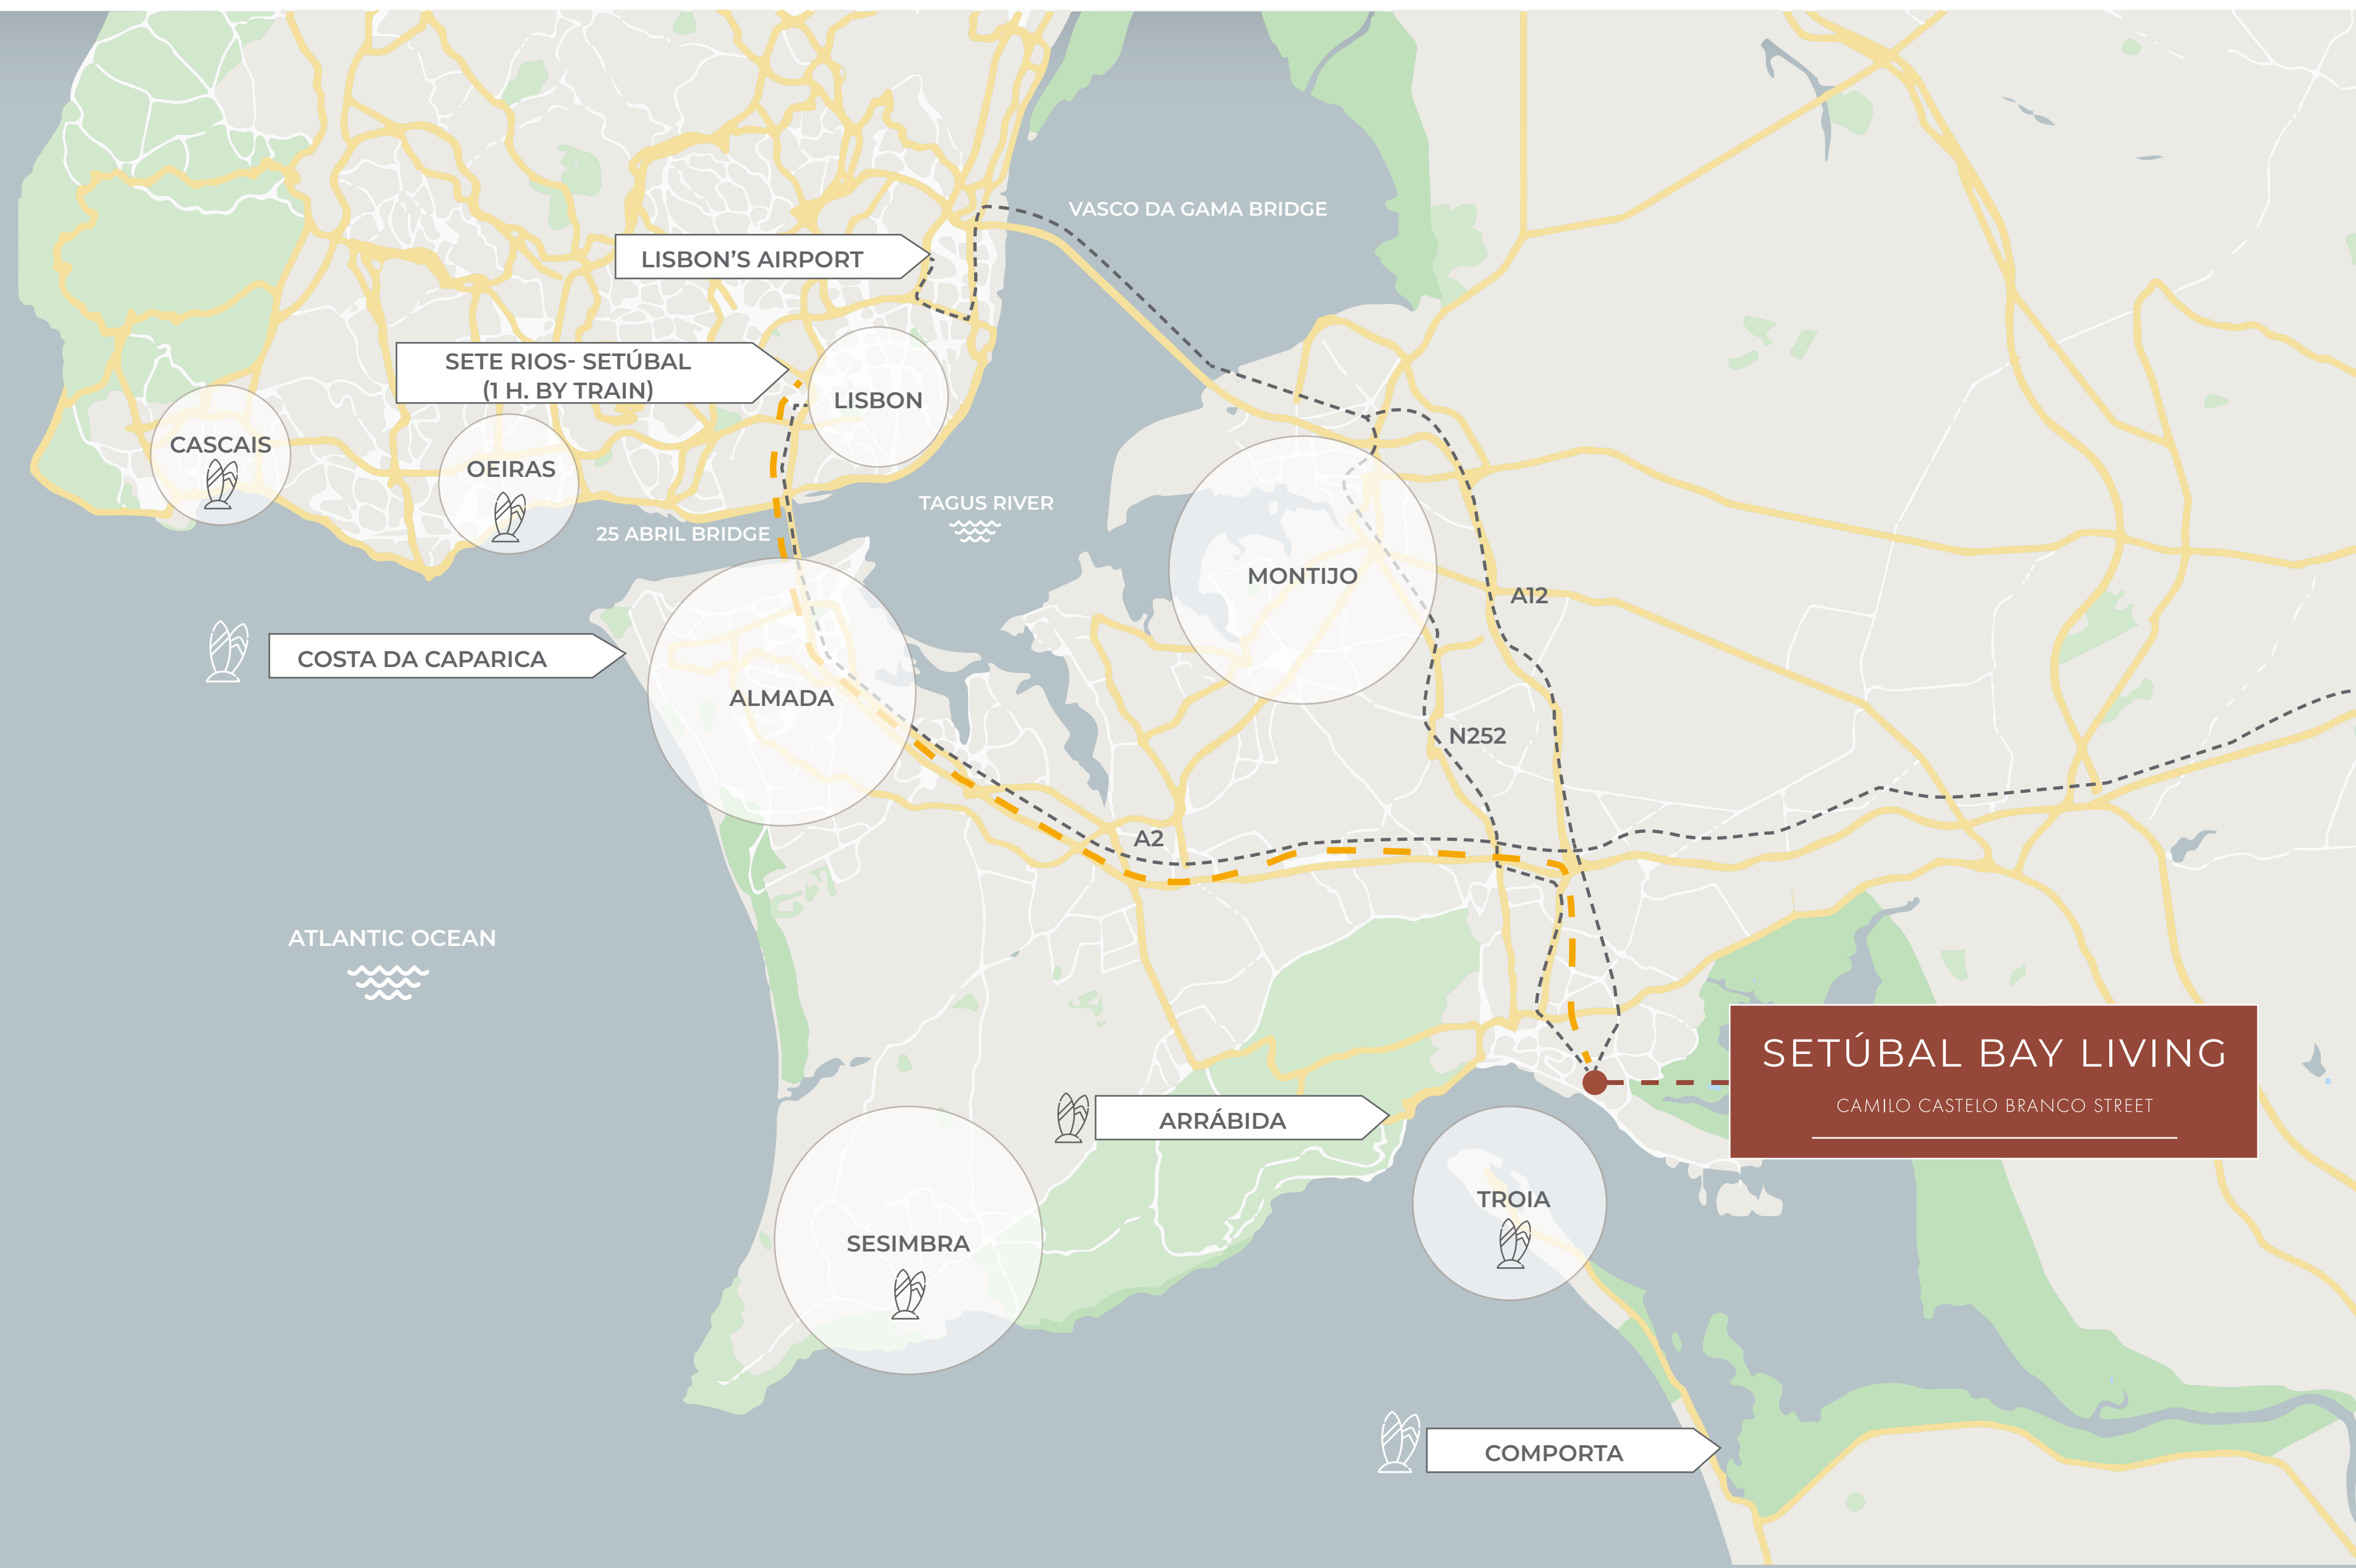 VASCO DA GAMA BRIDGE
LISBON'S AIRPORT
SETE RIOS- SETÚBAL
(1 H. BY TRAIN)
LISBON
CASCAIS
OEIRAS
TAGUS RIVER
25 ABRIL BRIDGE
MONTIJO
A12
COSTA DA CAPARICA
ALMADA
N252
A2
ATLANTIC OCEAN
SETÚBAL BAY LIVING
CAMILO CASTELO BRANCO STREET
ARRÁBIDA
TROIA
SESIMBRA
COMPORTA